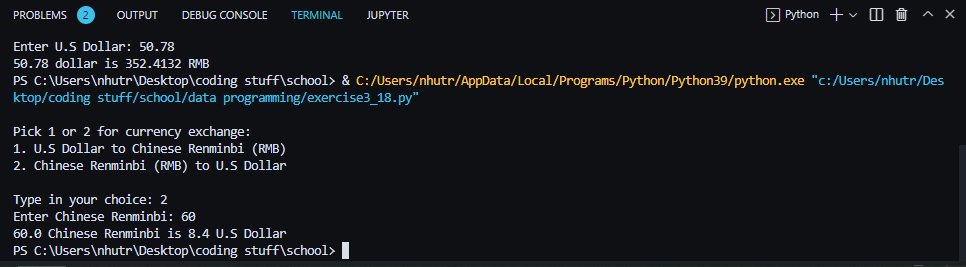 PROBLEMS 2 OUTPUT DEBUG CONSOLE TERMINAL JUPYTER Python
Enter U.S Dollar: 50.78
50.78 dollar is 352.4132 RMB
PS C:\Users\nhutr\Desktop\coding stuff\school> & C:/Users/nhutr/AppData/Local/Programs/Python/Python39/python.exe "c:/Users/nhutr/Des
ktop/coding stuff/school/data programming/exercise3_18.py"
Pick 1 or 2 for currency exchange:
1. U.S Dollar to Chinese Renminbi (RMB)
2. Chinese Renminbi (RMB) to U.S Dollar
Type in your choice: 2
Enter Chinese Renminbi: 60
60.0 Chinese Renminbi is 8.4 U.S Dollar
PS C:\Users\nhutr\Desktop\coding stuff\school>